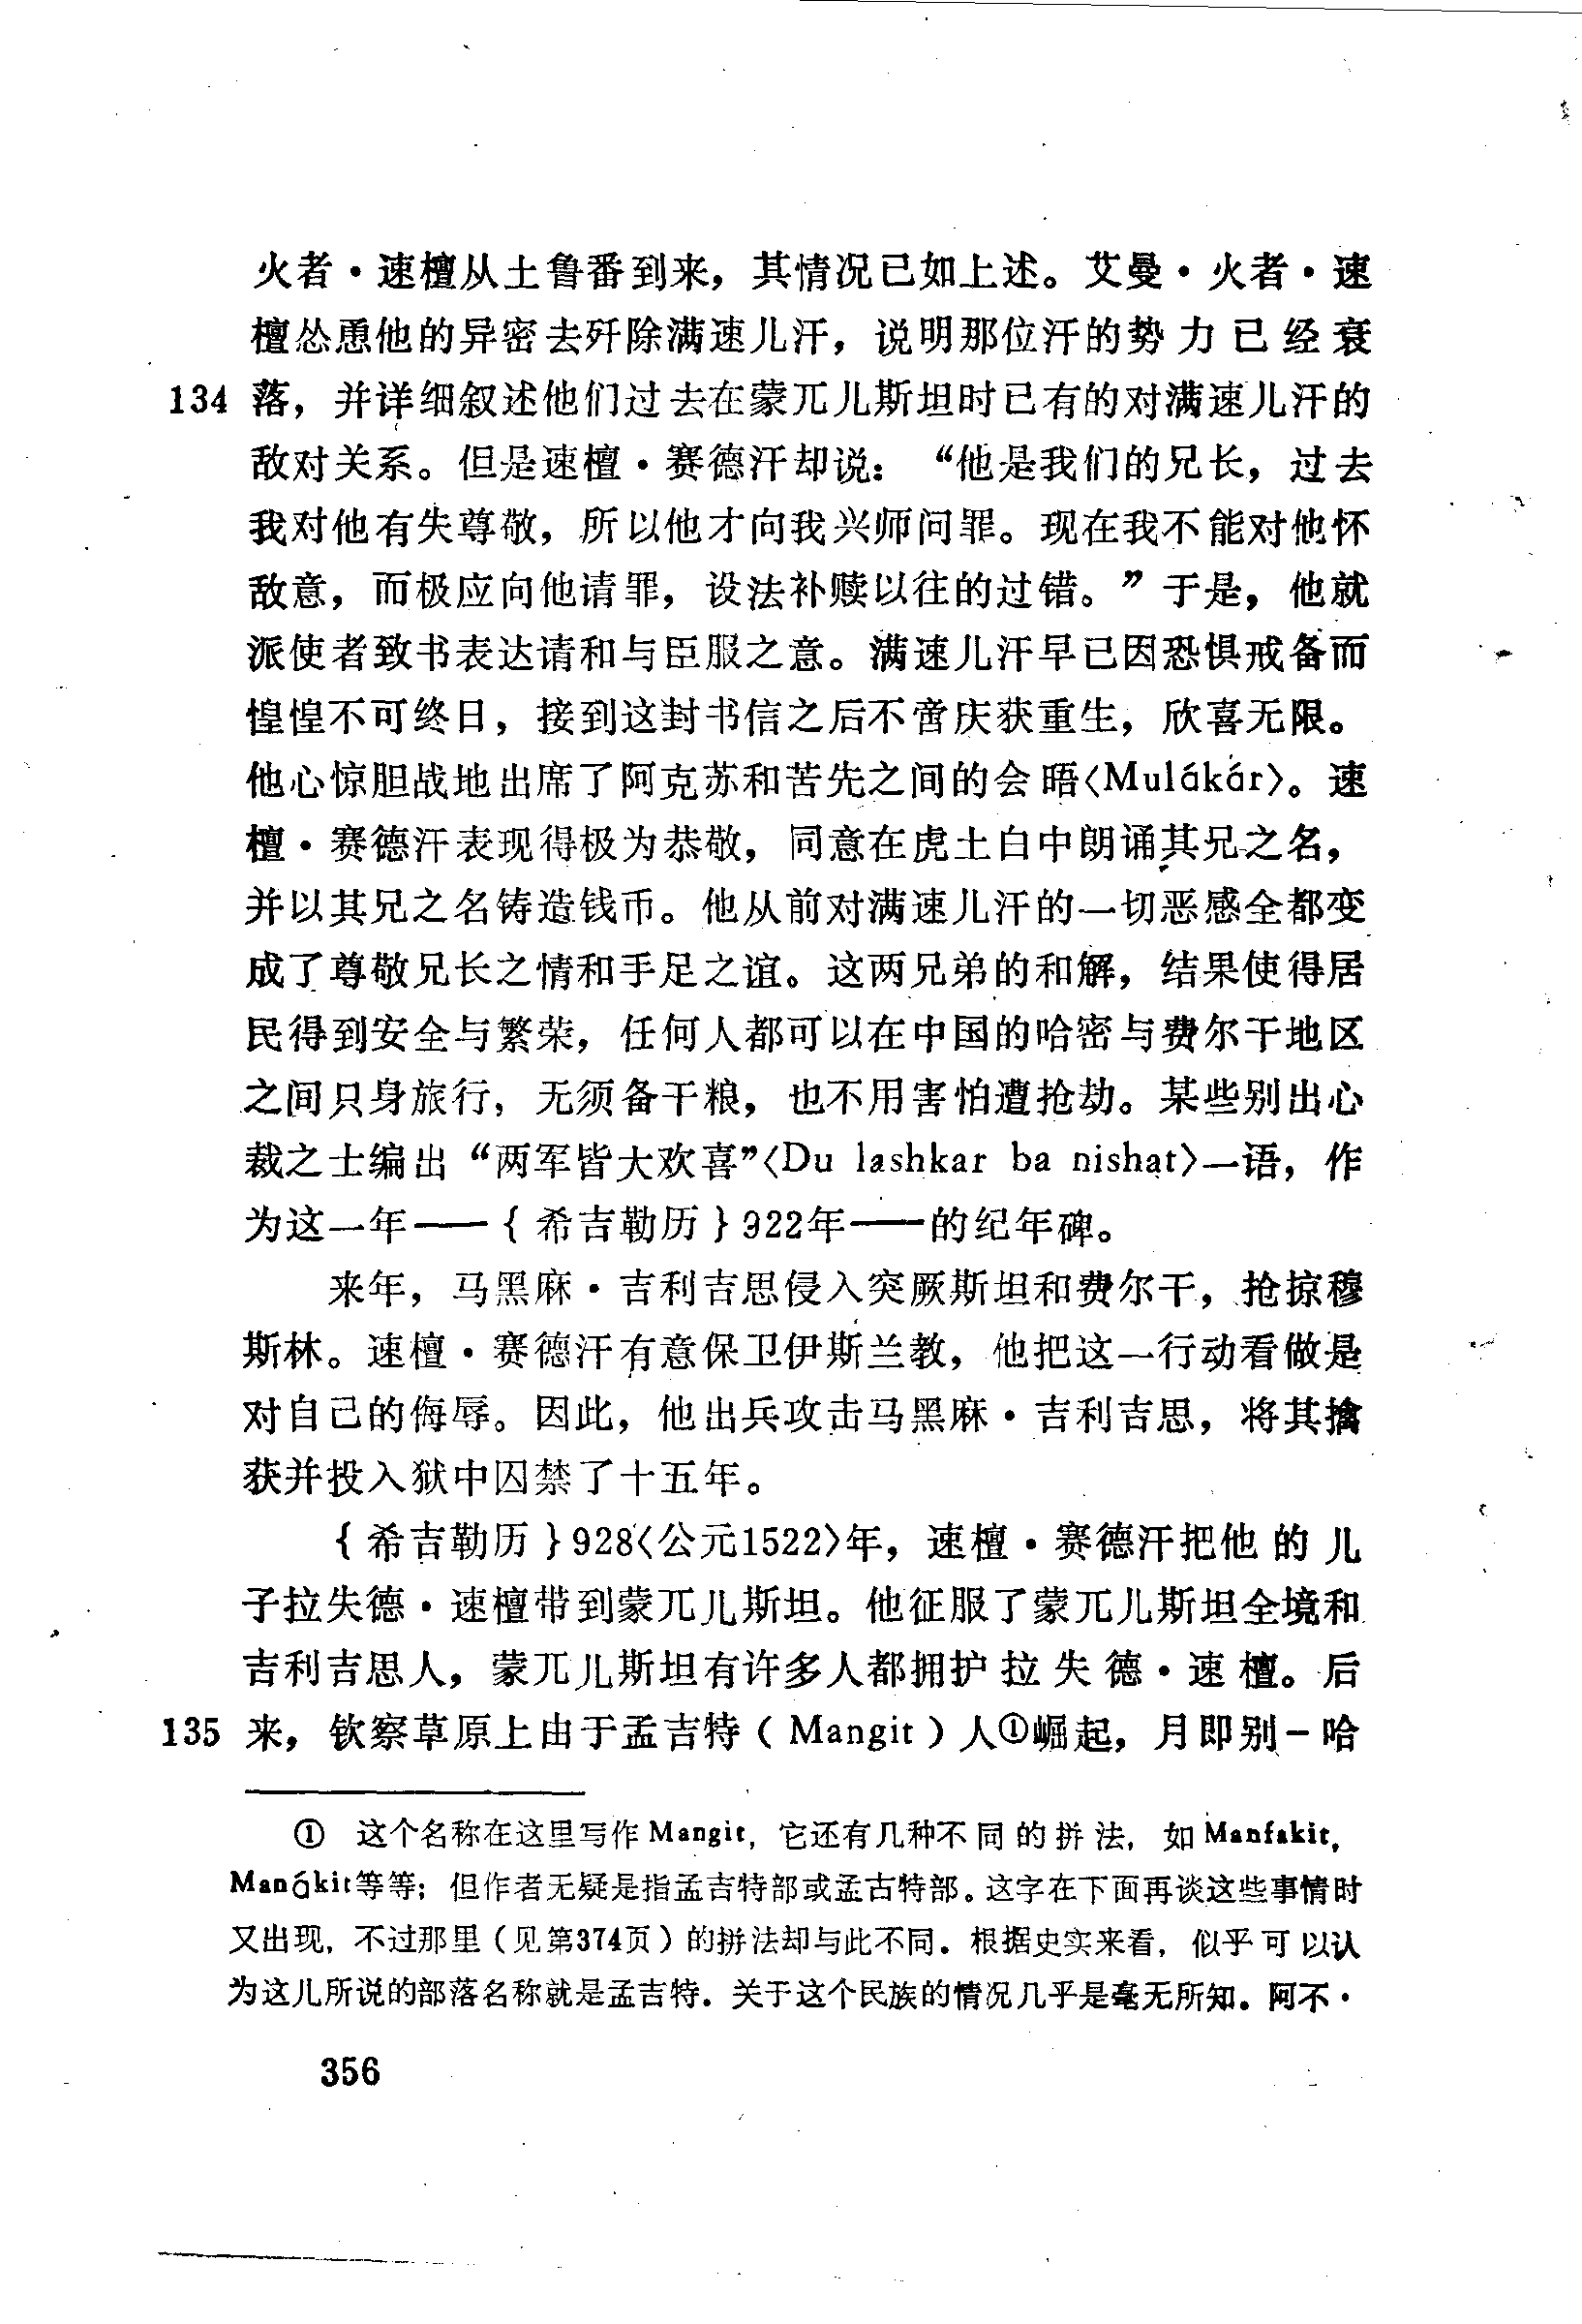 火者·速檀从土鲁番到来，其情况已如上述。艾曼·火者·速
檀怂恿他的异密去歼除满速儿汗，说明那位汗的势力已经衰
134 落，并详细叙述他们过去在蒙兀儿斯坦时已有的对满速儿汗的
敌对关系。但是速檀·赛德汗却说：“他是我们的兄长，过去
我对他有失尊敬，所以他才向我兴师问罪。现在我不能对他怀
敌意，而极应向他请罪，设法补赎以往的过错。”于是，他就
派使者致书表达请和与臣服之意。满速儿汗早已因恐惧戒备而
惶惶不可终日，接到这封书信之后不啻庆获重生，欣喜无限。
他心惊胆战地出席了阿克苏和苦先之间的会晤〈Mulákár〉。速
檀·赛德汗表现得极为恭敬，同意在虎土白中朗诵其兄之名，
并以其兄之名铸造钱币。他从前对满速儿汗的一切恶感全都变
成了尊敬兄长之情和手足之谊。这两兄弟的和解，结果使得居
民得到安全与繁荣，任何人都可以在中国的哈密与费尔干地区
之间只身旅行，无须备干粮，也不用害怕遭抢劫。某些别出心
裁之士编出“两军皆大欢喜”〈Du lashkar ba nishat〉一语，作
为这一年——{希吉勒历}922年——的纪年碑。
来年，马黑麻·吉利吉思侵入突厥斯坦和费尔干，抢掠穆
斯林。速檀·赛德汗有意保卫伊斯兰教，他把这一行动看做是
对自己的侮辱。因此，他出兵攻击马黑麻·吉利吉思，将其擒
获并投入狱中囚禁了十五年。
{希吉勒历}928〈公元1522〉年，速檀·赛德汗把他的儿
子拉失德·速檀带到蒙兀儿斯坦。他征服了蒙兀儿斯坦全境和
吉利吉思人，蒙兀儿斯坦有许多人都拥护拉失德·速檀。后
135 来，钦察草原上由于孟吉特（Mangit）人①崛起，月即别－哈
① 这个名称在这里写作Mangit，它还有几种不同的拼法，如Manfakit，
Manákit等等；但作者无疑是指孟吉特部或孟古特部。这字在下面再谈这些事情时
又出现，不过那里（见第374页）的拼法却与此不同。根据史实来看，似乎可以认
为这儿所说的部落名称就是孟吉特。关于这个民族的情况几乎是毫无所知。阿不·
356